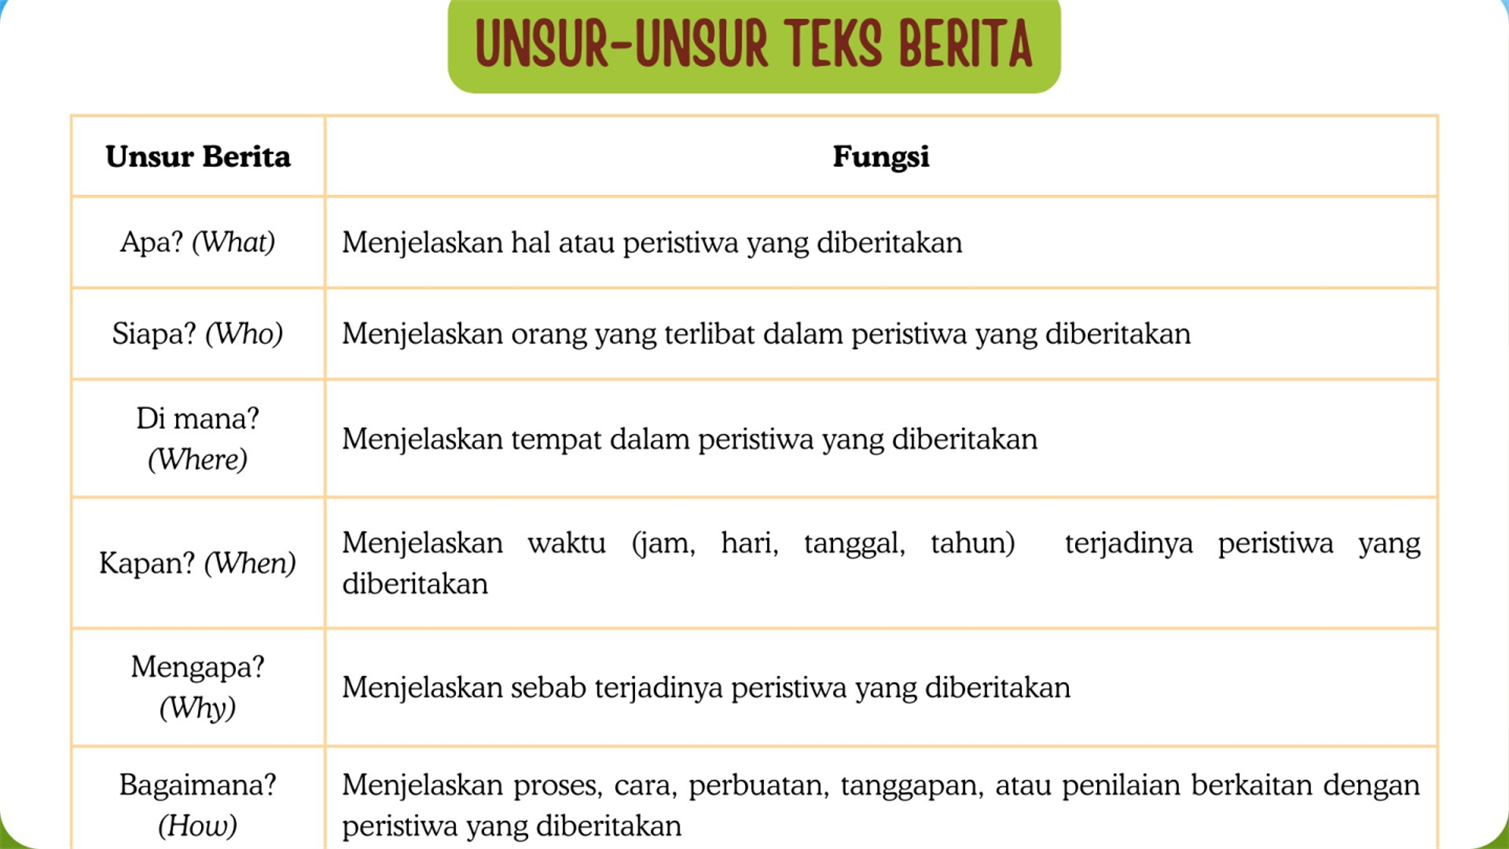 UNSUR-UNSUR TEKS BERITA
Unsur Berita
Fungsi
Apa? (What)
Menjelaskan hal atau peristiwa yang diberitakan
Siapa? (Who)
Menjelaskan orang yang terlibat dalam peristiwa yang diberitakan
Di mana?
(Where)
Menjelaskan tempat dalam peristiwa yang diberitakan
Kapan? (When)
Menjelaskan waktu (jam, hari, tanggal, tahun) terjadinya peristiwa yang
diberitakan
Mengapa?
(Why)
Menjelaskan sebab terjadinya peristiwa yang diberitakan
Bagaimana?
(How)
Menjelaskan proses, cara, perbuatan, tanggapan, atau penilaian berkaitan dengan
peristiwa yang diberitakan